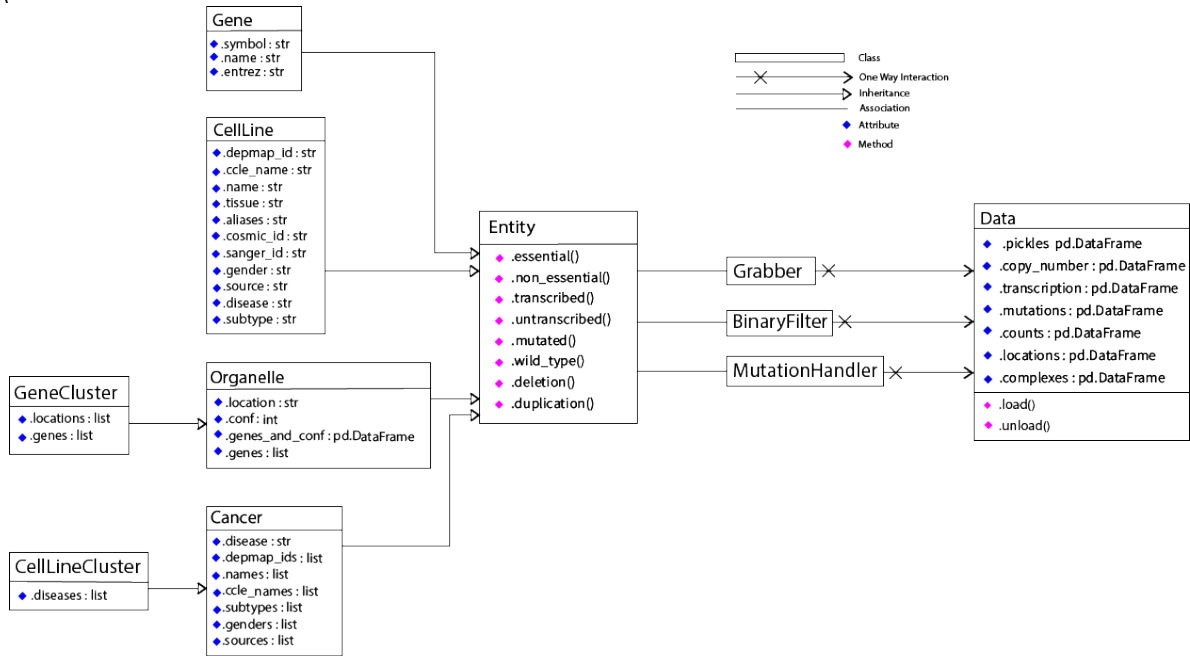 Gene
.symbol : str
.name : str
.entrez : str
CellLine
.depmap_id : str
.ccle_name : str
.name : str
.tissue : str
.aliases : str
.cosmic_id : str
.sanger_id : str
.gender : str
.source : str
.disease : str
.subtype : str
GeneCluster
.locations : list
.genes : list
Organelle
.location : str
.conf : int
.genes_and_conf : pd.DataFrame
.genes : list
CellLineCluster
.diseases : list
Cancer
.disease : str
.depmap_ids : list
.names : list
.ccle_names : list
.subtypes : list
.genders : list
.sources : list
Entity
.essential()
.non_essential()
.transcribed()
.untranscribed()
.mutated()
.wild_type()
.deletion()
.duplication()
Grabber
BinaryFilter
MutationHandler
Class
One Way Interaction
Inheritance
Association
Attribute
Method
Data
.pickles pd.DataFrame
.copy_number : pd.DataFrame
.transcription : pd.DataFrame
.mutations : pd.DataFrame
.counts : pd.DataFrame
.locations : pd.DataFrame
.complexes : pd.DataFrame
.load()
.unload()